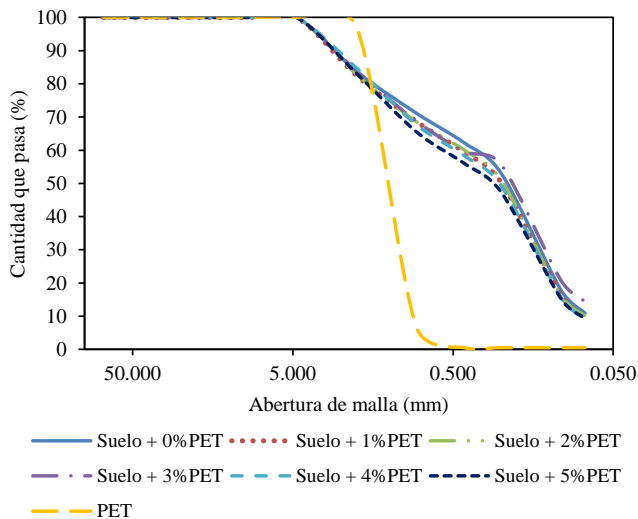 100
90
80
70
60
50
40
30
20
10
0
Cantidad que pasa (%)
50.000 5.000 0.500 0.050
Abertura de malla (mm)
Suelo + 0%PET Suelo + 1%PET Suelo + 2%PET
Suelo + 3%PET Suelo + 4%PET Suelo + 5%PET
PET